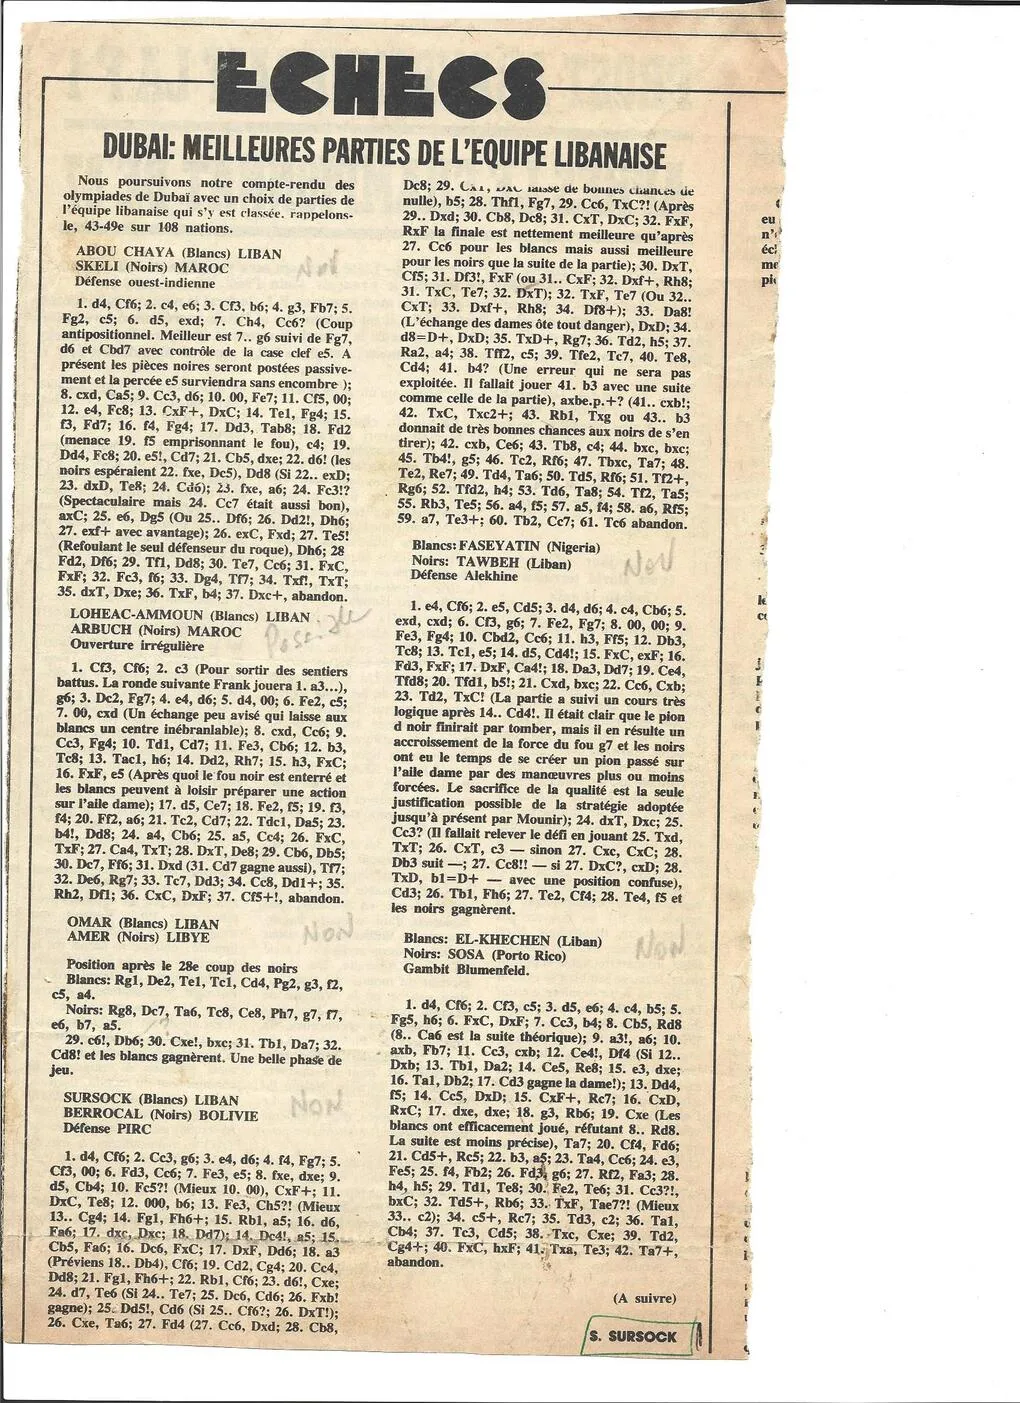 ECHECS
DUBAI: MEILLEURES PARTIES DE L'EQUIPE LIBANAISE
Nous poursuivons notre compte-rendu des
olympiades de Dubaï avec un choix de parties de
l'équipe libanaise qui s'y est classée, rappelons-
le, 43-49e sur 108 nations.
ABOU CHAYA (Blancs) LIBAN
SKELI (Noirs) MAROC
Défense ouest-indienne
NON
1. d4, Cf6; 2. c4, e6; 3. Cf3, b6; 4. g3, Fb7; 5.
Fg2, c5; 6. d5, exd; 7. Ch4, Cc6? (Coup
antipositionnel. Meilleur est 7.. g6 suivi de Fg7,
d6 et Cbd7 avec contrôle de la case clef e5. A
présent les pièces noires seront postées passive-
ment et la percée e5 surviendra sans encombre );
8. cxd, Ca5; 9. Cc3, d6; 10. 00, Fe7; 11. Cf5, 00;
12. e4, Fc8; 13. CxF+, DxC; 14. Te1, Fg4; 15.
f3, Fd7; 16. f4, Fg4; 17. Dd3, Tab8; 18. Fd2
(menace 19. f5 emprisonnant le fou), c4; 19.
Dd4, Fc8; 20. e5!, Cd7; 21. Cb5, dxe; 22. d6! (les
noirs espéraient 22. fxe, Dc5), Dd8 (Si 22.. exD;
23. dxD, Te8; 24. Cd6); 23. fxe, a6; 24. Fc3!?
(Spectaculaire mais 24. Cc7 était aussi bon),
axC; 25. e6, Dg5 (Ou 25.. Df6; 26. Dd2!, Dh6;
27. exf+ avec avantage); 26. exC, Fxd; 27. Te5!
(Refoulant le seul défenseur du roque), Dh6; 28
Fd2, Df6; 29. Tf1, Dd8; 30. Te7, Cc6; 31. FxC,
FxF; 32. Fc3, f6; 33. Dg4, Tf7; 34. Txf!, TxT;
35. dxT, Dxe; 36. TxF, b4; 37. Dxc+, abandon.
LOHEAC-AMMOUN (Blancs) LIBAN
ARBUCH (Noirs) MAROC
Ouverture irrégulière
Possible
1. Cf3, Cf6; 2. c3 (Pour sortir des sentiers
battus. La ronde suivante Frank jouera 1. a3...),
g6; 3. Dc2, Fg7; 4. e4, d6; 5. d4, 00; 6. Fe2, c5;
7. 00, cxd (Un échange peu avisé qui laisse aux
blancs un centre inébranlable); 8. cxd, Cc6; 9.
Cc3, Fg4; 10. Td1, Cd7; 11. Fe3, Cb6; 12. b3,
Tc8; 13. Tac1, h6; 14. Dd2, Rh7; 15. h3, FxC;
16. FxF, e5 (Après quoi le fou noir est enterré et
les blancs peuvent à loisir préparer une action
sur l'aile dame); 17. d5, Ce7; 18. Fe2, f5; 19. f3,
f4; 20. Ff2, a6; 21. Tc2, Cd7; 22. Tdc1, Da5; 23.
b4!, Dd8; 24. a4, Cb6; 25. a5, Cc4; 26. FxC,
TxF; 27. Ca4, TxT; 28. DxT, De8; 29. Cb6, Db5;
30. Dc7, Ff6; 31. Dxd (31. Cd7 gagne aussi), Tf7;
32. De6, Rg7; 33. Tc7, Dd3; 34. Cc8, Dd1+; 35.
Rh2, Df1; 36. CxC, DxF; 37. Cf5+!, abandon.
OMAR (Blancs) LIBAN
AMER (Noirs) LIBYE
NON
Position après le 28e coup des noirs
Blancs: Rg1, De2, Te1, Tc1, Cd4, Pg2, g3, f2,
c5, a4.
Noirs: Rg8, Dc7, Ta6, Tc8, Ce8, Ph7, g7, f7,
e6, b7, a5.
29. c6!, Db6; 30. Cxe!, bxc; 31. Tb1, Da7; 32.
Cd8! et les blancs gagnèrent. Une belle phase de
jeu.
SURSOCK (Blancs) LIBAN
BERROCAL (Noirs) BOLIVIE
Défense PIRC
NON
1. d4, Cf6; 2. Cc3, g6; 3. e4, d6; 4. f4, Fg7; 5.
Cf3, 00; 6. Fd3, Cc6; 7. Fe3, e5; 8. fxe, dxe; 9.
d5, Cb4; 10. Fc5?! (Mieux 10. 00), CxF+; 11.
DxC, Te8; 12. 000, b6; 13. Fe3, Ch5?! (Mieux
13.. Cg4; 14. Fg1, Fh6+; 15. Rb1, a5; 16. d6,
Fa6; 17. dxc, Dxc; 18. Dd7); 14. Dc4!, a5; 15.
Cb5, Fa6; 16. Dc6, FxC; 17. DxF, Dd6; 18. a3
(Préviens 18.. Db4), Cf6; 19. Cd2, Cg4; 20. Cc4,
Dd8; 21. Fg1, Fh6+; 22. Rb1, Cf6; 23. d6!, Cxe;
24. d7, Te6 (Si 24.. Te7; 25. Dc6, Cd6; 26. Fxb!
gagne); 25. Dd5!, Cd6 (Si 25.. Cf6?; 26. DxT!);
26. Cxe, Ta6; 27. Fd4 (27. Cc6, Dxd; 28. Cb8,
Dc8; 29. CxT, DxC laisse de bonnes chances de
nulle), b5; 28. Thf1, Fg7; 29. Cc6, TxC?! (Après
29.. Dxd; 30. Cb8, Dc8; 31. CxT, DxC; 32. FxF,
RxF la finale est nettement meilleure qu'après
27. Cc6 pour les blancs mais aussi meilleure
pour les noirs que la suite de la partie); 30. DxT,
Cf5; 31. Df3!, FxF (ou 31.. CxF; 32. Dxf+, Rh8;
31. TxC, Te7; 32. DxT); 32. TxF, Te7 (Ou 32..
CxT; 33. Dxf+, Rh8; 34. Df8+); 33. Da8!
(L'échange des dames ôte tout danger), DxD; 34.
d8=D+, DxD; 35. TxD+, Rg7; 36. Td2, h5; 37.
Ra2, a4; 38. Tff2, c5; 39. Tfe2, Tc7, 40. Te8,
Cd4; 41. b4? (Une erreur qui ne sera pas
exploitée. Il fallait jouer 41. b3 avec une suite
comme celle de la partie), axbe.p.+? (41.. cxb!;
42. TxC, Txc2+; 43. Rb1, Txg ou 43.. b3
donnait de très bonnes chances aux noirs de s'en
tirer); 42. cxb, Ce6; 43. Tb8, c4; 44. bxc, bxc;
45. Tb4!, g5; 46. Tc2, Rf6; 47. Tbxc, Ta7; 48.
Te2, Re7; 49. Td4, Ta6; 50. Td5, Rf6; 51. Tf2+,
Rg6; 52. Tfd2, h4; 53. Td6, Ta8; 54. Tf2, Ta5;
55. Rb3, Te5; 56. a4, f5; 57. a5, f4; 58. a6, Rf5;
59. a7, Te3+; 60. Tb2, Cc7; 61. Tc6 abandon.
Blancs: FASEYATIN (Nigeria)
Noirs: TAWBEH (Liban)
Défense Alekhine
NON
1. e4, Cf6; 2. e5, Cd5; 3. d4, d6; 4. c4, Cb6; 5.
exd, cxd; 6. Cf3, g6; 7. Fe2, Fg7; 8. 00, 00; 9.
Fe3, Fg4; 10. Cbd2, Cc6; 11. h3, Ff5; 12. Db3,
Tc8; 13. Tc1, e5; 14. d5, Cd4!; 15. FxC, exF; 16.
Fd3, FxF; 17. DxF, Ca4!; 18. Da3, Dd7; 19. Ce4,
Tfd8; 20. Tfd1, b5!; 21. Cxd, bxc; 22. Cc6, Cxb;
23. Td2, TxC! (La partie a suivi un cours très
logique après 14.. Cd4!. Il était clair que le pion
d noir finirait par tomber, mais il en résulte un
accroissement de la force du fou g7 et les noirs
ont eu le temps de se créer un pion passé sur
l'aile dame par des manœuvres plus ou moins
forcées. Le sacrifice de la qualité est la seule
justification possible de la stratégie adoptée
jusqu'à présent par Mounir); 24. dxT, Dxc; 25.
Cc3? (Il fallait relever le défi en jouant 25. Txd,
TxT; 26. CxT, c3 — sinon 27. Cxc, CxC; 28.
Db3 suit —; 27. Cc8!! — si 27. DxC?, cxD; 28.
TxD, b1=D+ — avec une position confuse),
Cd3; 26. Tb1, Fh6; 27. Te2, Cf4; 28. Te4, f5 et
les noirs gagnèrent.
Blancs: EL-KHECHEN (Liban)
Noirs: SOSA (Porto Rico)
Gambit Blumenfeld.
NON
1. d4, Cf6; 2. Cf3, c5; 3. d5, e6; 4. c4, b5; 5.
Fg5, h6; 6. FxC, DxF; 7. Cc3, b4; 8. Cb5, Rd8
(8.. Ca6 est la suite théorique); 9. a3!, a6; 10.
axb, Fb7; 11. Cc3, cxb; 12. Ce4!, Df4 (Si 12..
Dxb; 13. Tb1, Da2; 14. Ce5, Re8; 15. e3, dxe;
16. Ta1, Db2; 17. Cd3 gagne la dame!); 13. Dd4,
f5; 14. Cc5, DxD; 15. CxF+, Rc7; 16. CxD,
RxC; 17. dxe, dxe; 18. g3, Rb6; 19. Cxe (Les
blancs ont efficacement joué, réfutant 8.. Rd8.
La suite est moins précise), Ta7; 20. Cf4, Fd6;
21. Cd5+, Rc5; 22. b3, a5; 23. Ta4, Cc6; 24. e3,
Fe5; 25. f4, Fb2; 26. Fd3, g6; 27. Rf2, Fa3; 28.
h4, h5; 29. Td1, Te8; 30. Fe2, Te6; 31. Cc3?!,
bxC; 32. Td5+, Rb6; 33. TxF, Tae7?! (Mieux
33.. c2); 34. c5+, Rc7; 35. Td3, c2; 36. Ta1,
Cb4; 37. Tc3, Cd5; 38. Txc, Cxe; 39. Td2,
Cg4+; 40. FxC, hxF; 41. Txa, Te3; 42. Ta7+,
abandon.
(A suivre)
S. SURSOCK